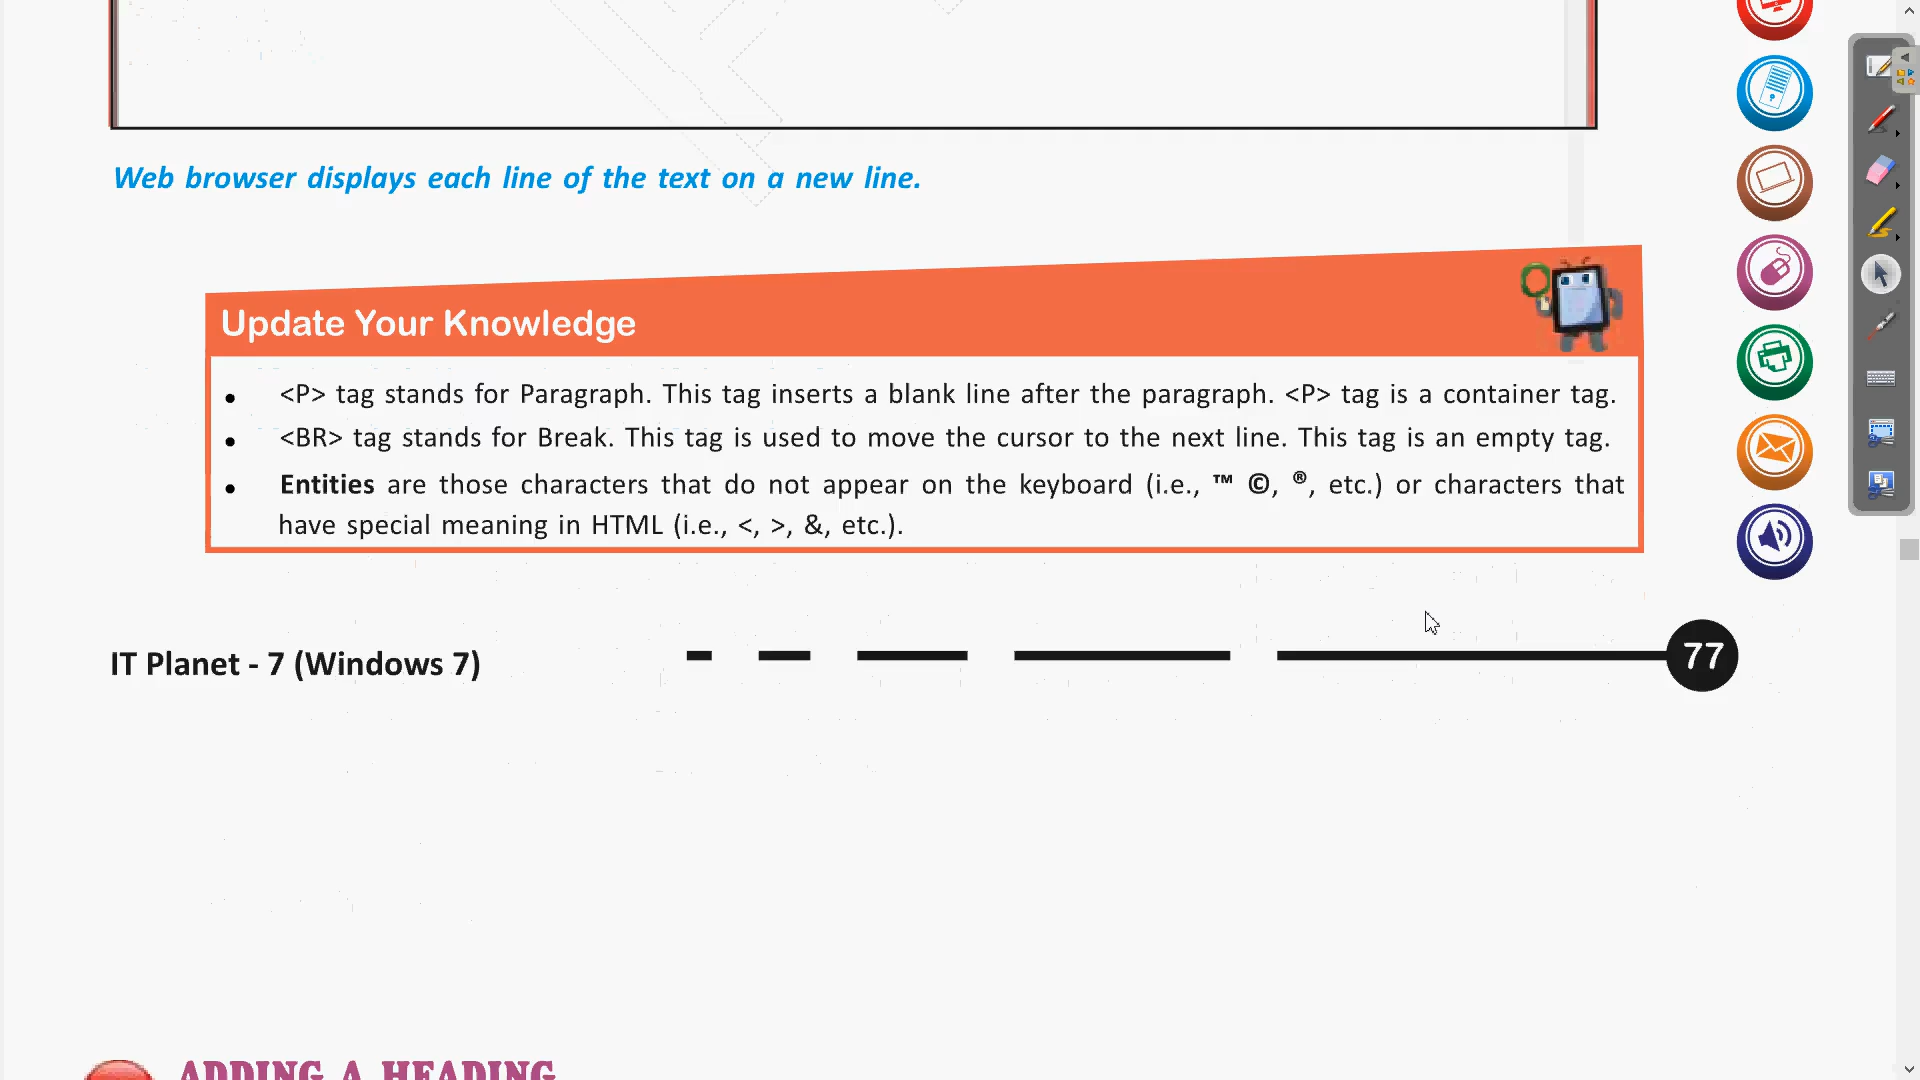 Web browser displays each line of the text on a new line.
Update Your Knowledge
• <P> tag stands for Paragraph. This tag inserts a blank line after the paragraph. <P> tag is a container tag.
• <BR> tag stands for Break. This tag is used to move the cursor to the next line. This tag is an empty tag.
• Entities are those characters that do not appear on the keyboard (i.e., ™ ©, ®, etc.) or characters that
have special meaning in HTML (i.e., <, >, &, etc.).
IT Planet - 7 (Windows 7)
77
ADDING A HEADING